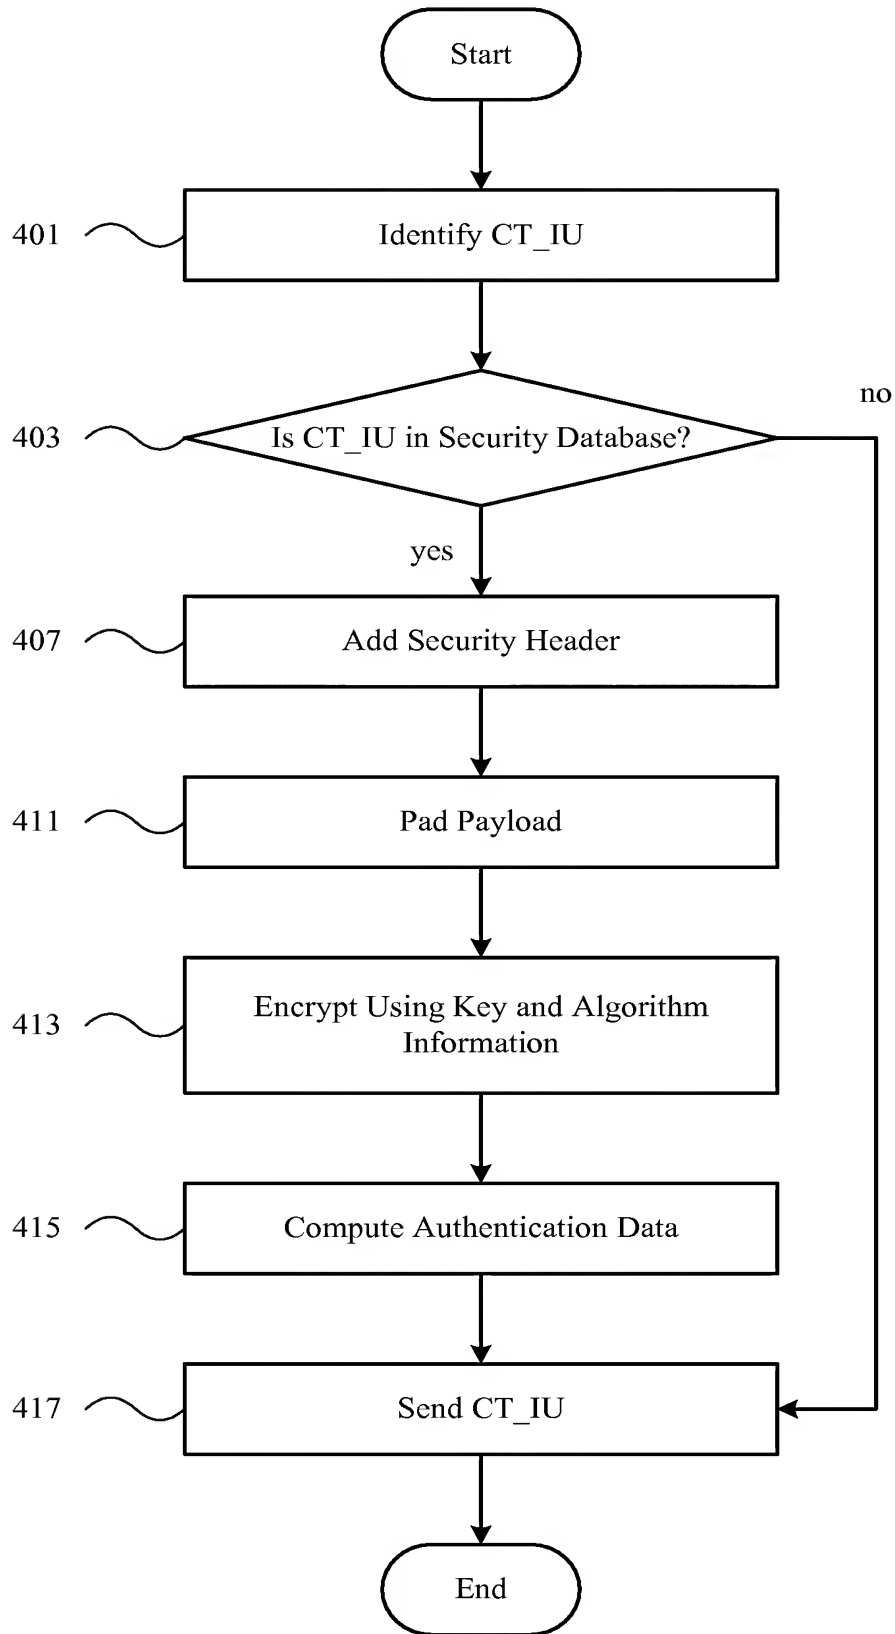 Start
401
Identify CT_IU
no
403
Is CT_IU in Security Database?
yes
407
Add Security Header
411
Pad Payload
413
Encrypt Using Key and Algorithm
Information
415
Compute Authentication Data
417
Send CT_IU
End